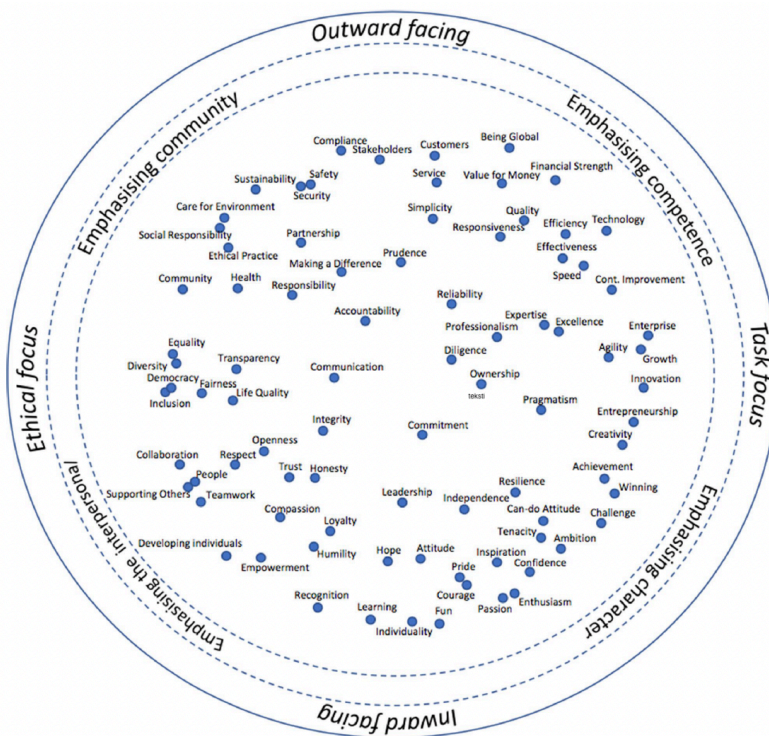 Outward facing
Emphasising community
Emphasising competence
Compliance
Stakeholders
Customers
Being Global
Sustainability
Safety
Security
Service
Value for Money
Financial Strength
Care for Environment
Social Responsibility
Ethical Practice
Partnership
Simplicity
Quality
Responsiveness
Efficiency
Technology
Effectiveness
Making a Difference
Prudence
Speed
Community
Health
Responsibility
Cont. Improvement
Reliability
Accountability
Expertise
Professionalism
Excellence
Enterprise
Equality
Diversity
Transparency
Communication
Diligence
Agility
Growth
Democracy
Fairness
Inclusion
Life Quality
Ownership
teksti
Innovation
Pragmatism
Ethical focus
Task focus
Integrity
Commitment
Entrepreneurship
Creativity
Openness
Collaboration
Respect
People
Trust
Honesty
Supporting Others
Teamwork
Achievement
Winning
Resilience
Leadership
Independence
Can-do Attitude
Challenge
Compassion
Loyalty
Tenacity
Ambition
Developing individuals
Empowerment
Humility
Hope
Attitude
Inspiration
Confidence
Pride
Courage
Recognition
Learning
Individuality
Fun
Passion
Enthusiasm
Emphasising the interpersona
Emphasising character
Inward facing